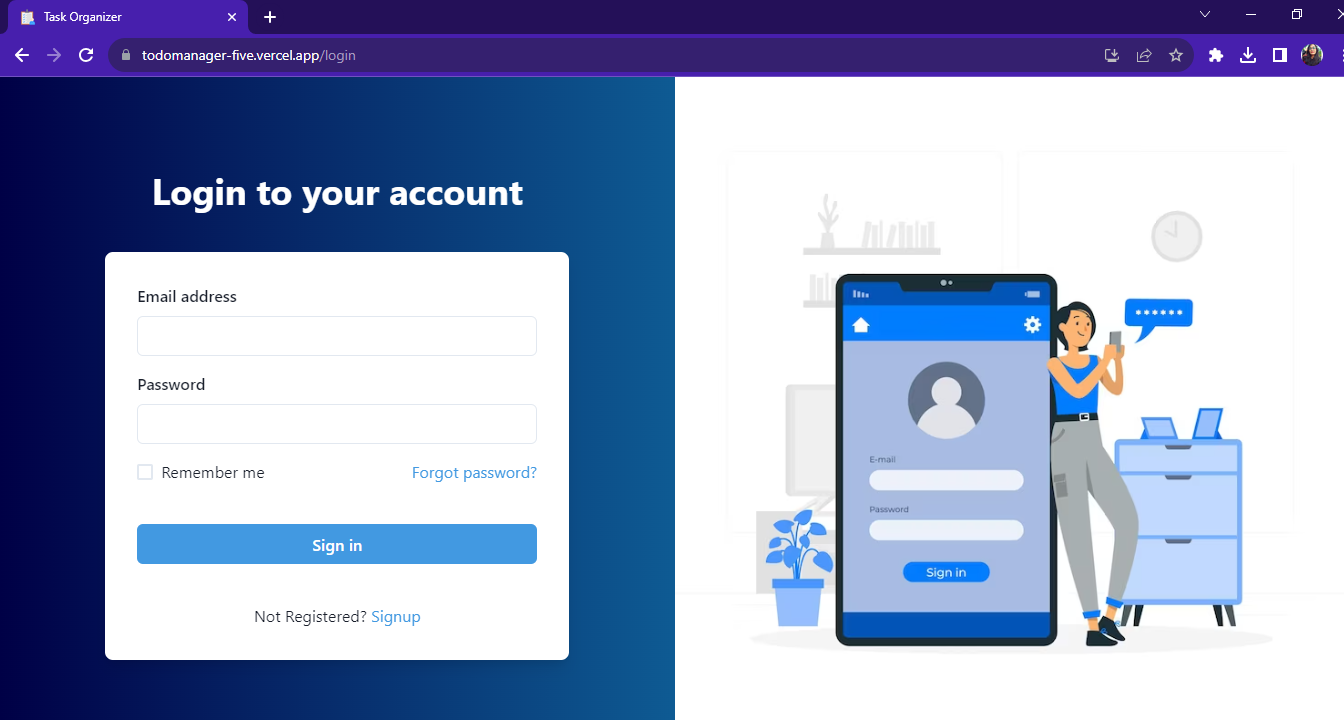 Task Organizer
todomanager-five.vercel.app/login
Login to your account
Email address
Password
Remember me
Forgot password?
Sign in
Not Registered? Signup
******
E-mail
Password
Sign in